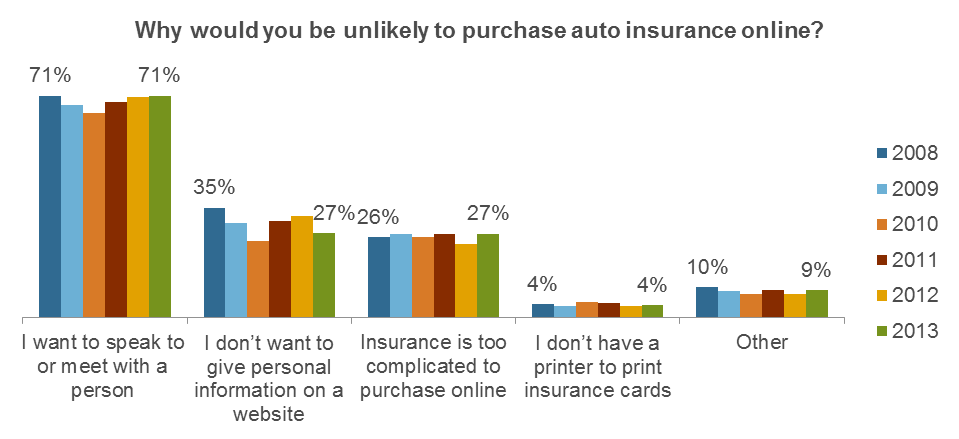 Why would you be unlikely to purchase auto insurance online?
71%
71%
35%
27%
26%
27%
4%
4%
10%
9%
2008
2009
2010
2011
2012
2013
I want to speak to
or meet with a
person
I don’t want to
give personal
information on a
website
Insurance is too
complicated to
purchase online
I don’t have a
printer to print
insurance cards
Other